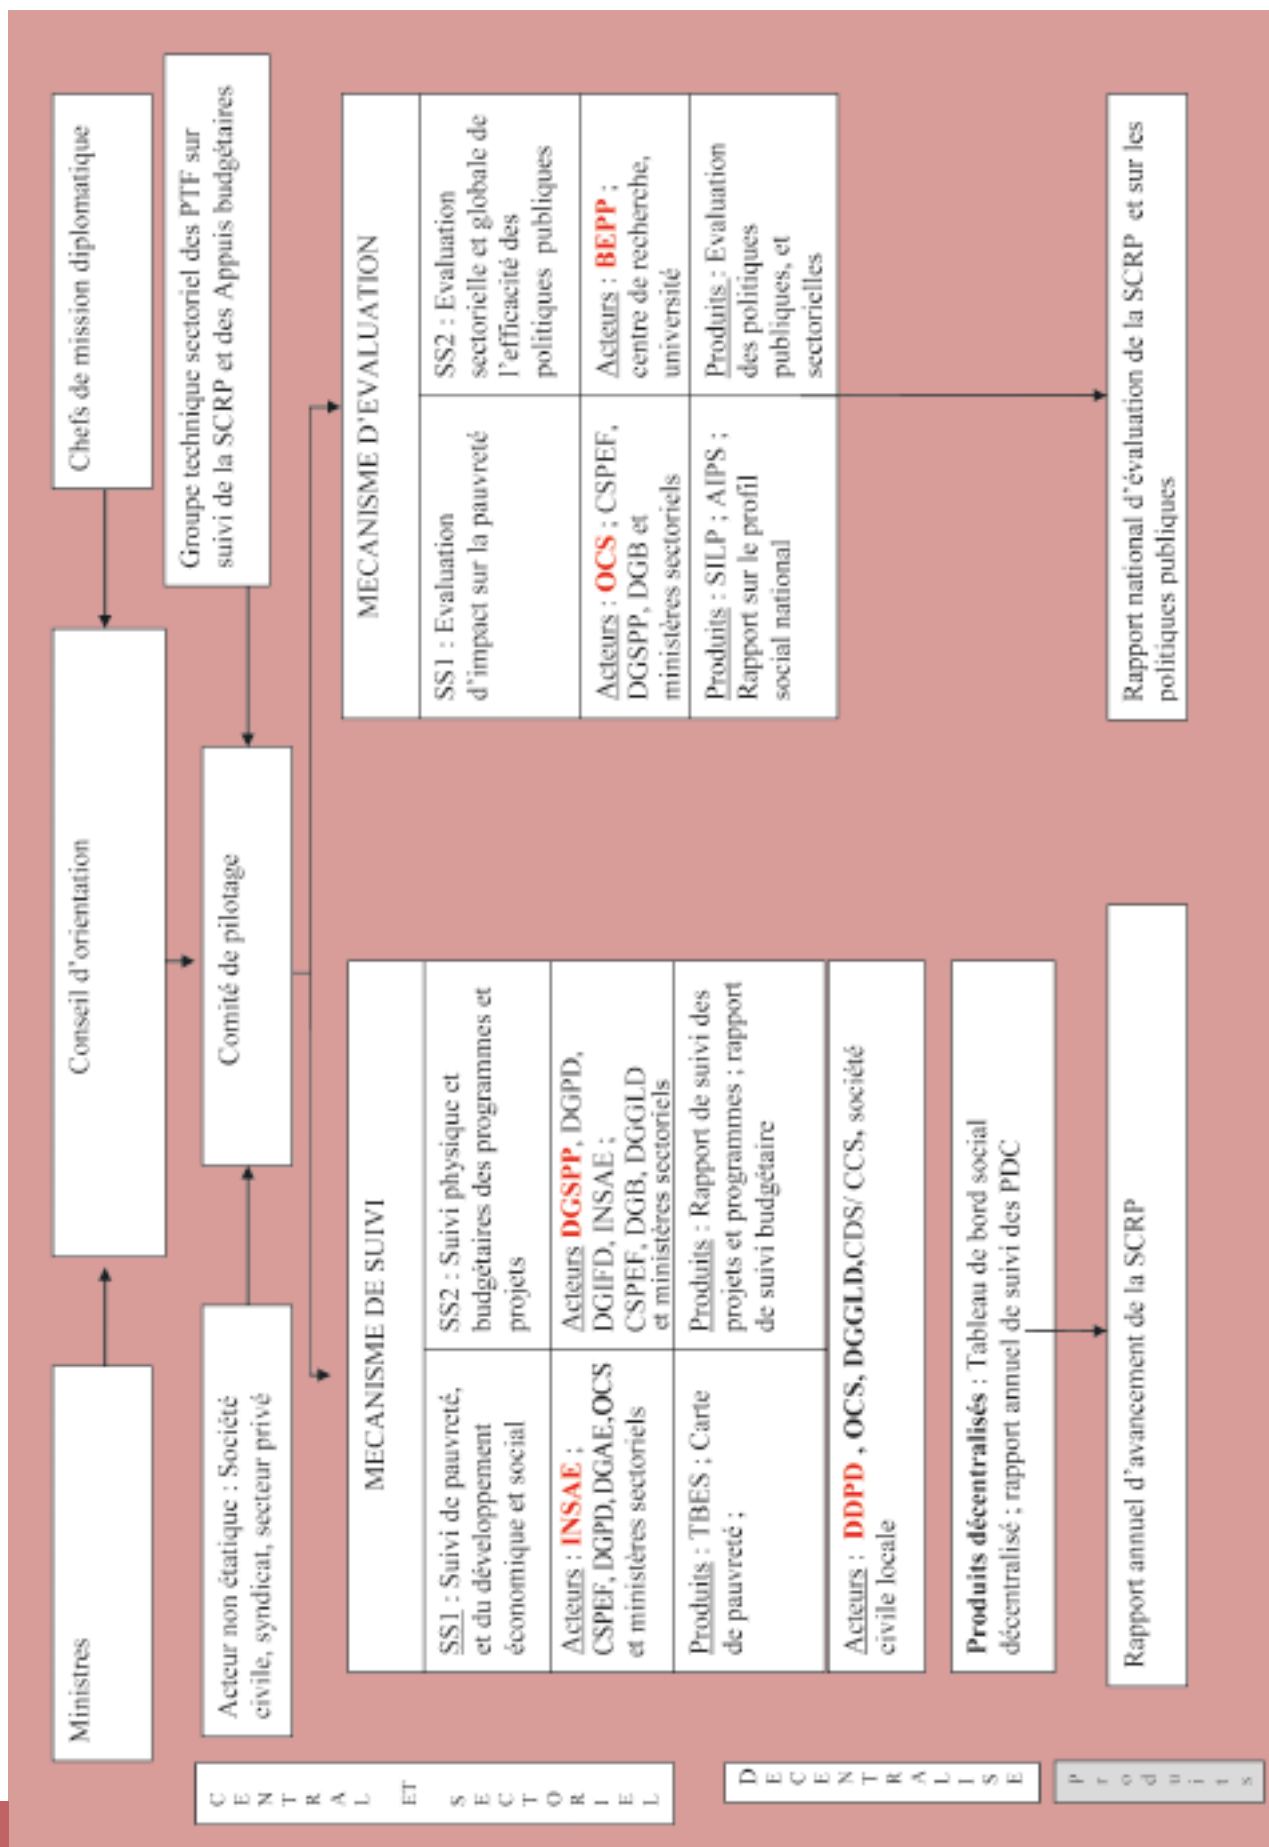 Ministres
Conseil d'orientation
Chefs de mission diplomatique
Acteur non étatique : Société
civile, syndicat, secteur privé
Comité de pilotage
Groupe technique sectoriel des PTF sur
suivi de la SCRP et des Appuis budgétaires
CENTRAL ET SECTORIEL
MECANISME DE SUIVI
SS1 : Suivi de pauvreté,
et du développement
économique et social
SS2 : Suivi physique et
budgétaires des programmes et
projets
Acteurs : INSAE ;
CSPEF, DGPD, DGAE,OCS
et ministères sectoriels
Acteurs DGSPP, DGPD,
DGIFD, INSAE ;
CSPEF, DGB, DGGLD
et ministères sectoriels
Produits : TBES ; Carte
de pauvreté ;
Produits : Rapport de suivi des
projets et programmes ; rapport
de suivi budgétaire
MECANISME D'EVALUATION
SS1 : Evaluation
d'impact sur la pauvreté
SS2 : Evaluation
sectorielle et globale de
l'efficacité des
politiques publiques
Acteurs : OCS ; CSPEF,
DGSPP, DGB et
ministères sectoriels
Acteurs : BEPP ;
centre de recherche,
université
Produits : SILP ; AIPS ;
Rapport sur le profil
social national
Produits : Evaluation
des politiques
publiques, et
sectorielles
DECENTRALISE
Acteurs : DDPD , OCS, DGGLD,CDS/ CCS, société
civile locale
Produits décentralisés : Tableau de bord social
décentralisé ; rapport annuel de suivi des PDC
Produits
Rapport annuel d'avancement de la SCRP
Rapport national d'évaluation de la SCRP et sur les
politiques publiques